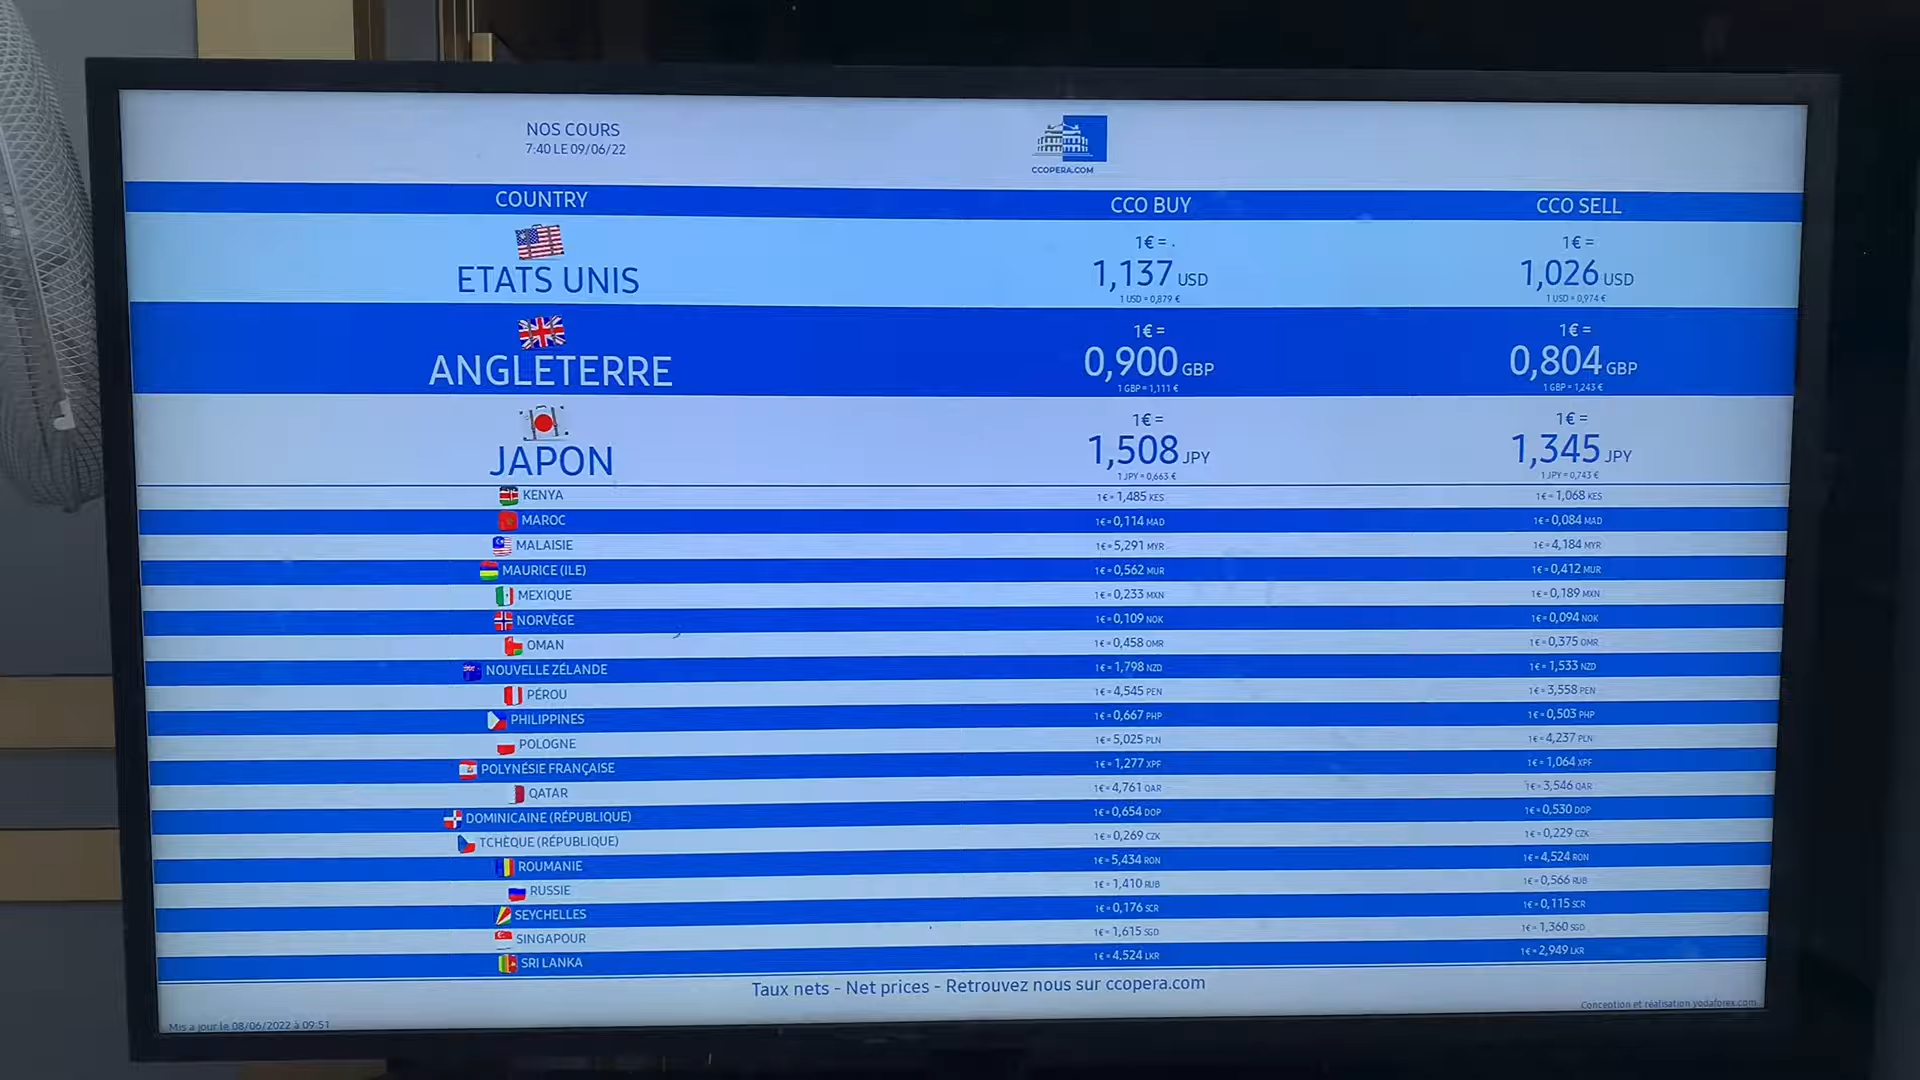 NOS COURS
7:40 LE 09/06/22
CCOPERA.COM
COUNTRY CCO BUY CCO SELL
1€ = 1€ =
ETATS UNIS 1,137 USD 1,026 USD
1 USD = 0,879 € 1 USD = 0,974 €
1€ = 1€ =
ANGLETERRE 0,900 GBP 0,804 GBP
1 GBP = 1,111 € 1 GBP = 1,243 €
1€ = 1€ =
JAPON 1,508 JPY 1,345 JPY
1 JPY = 0,663 € 1 JPY = 0,743 €
KENYA 1€ = 1,485 KES 1€ = 1,068 KES
MAROC 1€ = 0,114 MAD 1€ = 0,084 MAD
MALAISIE 1€ = 5,291 MYR 1€ = 4,184 MYR
MAURICE (ILE) 1€ = 0,562 MUR 1€ = 0,412 MUR
MEXIQUE 1€ = 0,233 MXN 1€ = 0,189 MXN
NORVÈGE 1€ = 0,109 NOK 1€ = 0,094 NOK
OMAN 1€ = 0,458 OMR 1€ = 0,375 OMR
NOUVELLE ZÉLANDE 1€ = 1,798 NZD 1€ = 1,533 NZD
PÉROU 1€ = 4,545 PEN 1€ = 3,558 PEN
PHILIPPINES 1€ = 0,667 PHP 1€ = 0,503 PHP
POLOGNE 1€ = 5,025 PLN 1€ = 4,237 PLN
POLYNÉSIE FRANÇAISE 1€ = 1,277 XPF 1€ = 1,064 XPF
QATAR 1€ = 4,761 QAR 1€ = 3,546 QAR
DOMINICAINE (RÉPUBLIQUE) 1€ = 0,654 DOP 1€ = 0,530 DOP
TCHÈQUE (RÉPUBLIQUE) 1€ = 0,269 CZK 1€ = 0,229 CZK
ROUMANIE 1€ = 5,434 RON 1€ = 4,524 RON
RUSSIE 1€ = 1,410 RUB 1€ = 0,566 RUB
SEYCHELLES 1€ = 0,176 SCR 1€ = 0,115 SCR
SINGAPOUR 1€ = 1,615 SGD 1€ = 1,360 SGD
SRI LANKA 1€ = 4,524 LKR 1€ = 2,949 LKR
Taux nets - Net prices - Retrouvez nous sur ccopera.com
Conception et réalisation yodaforex.com
Mis a jour le 08/06/2022 à 09:51